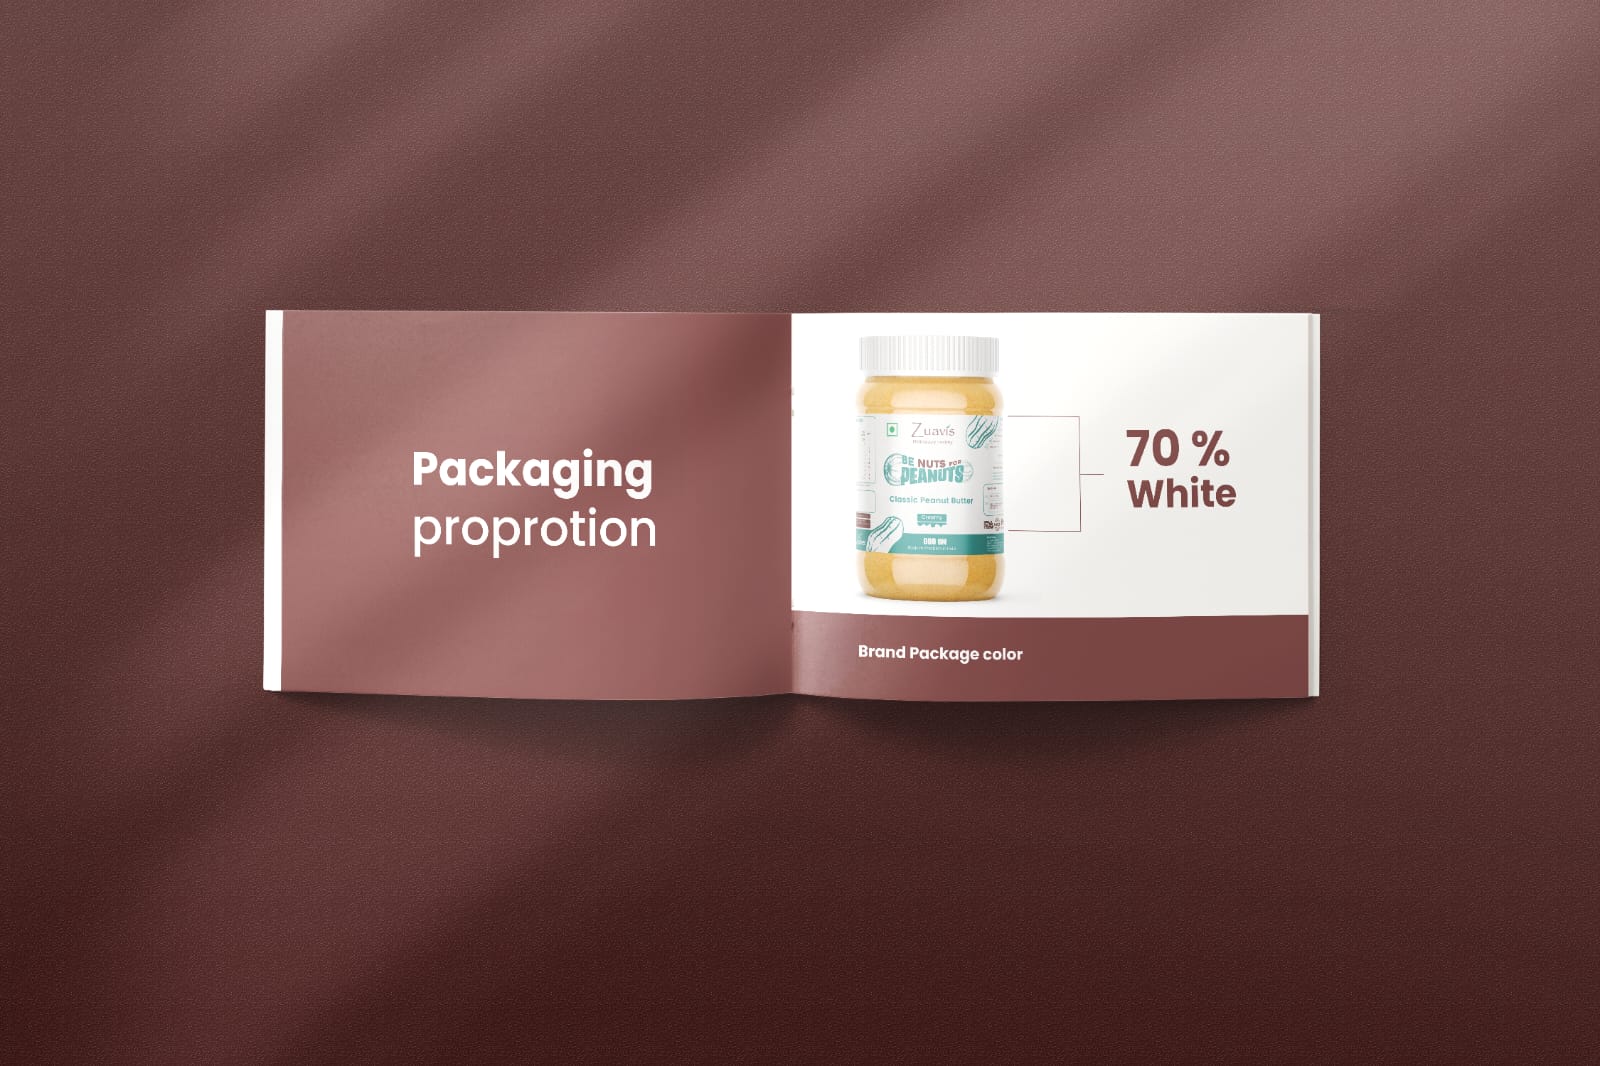 Packaging
proprotion
Zuavis
BE NUTS FOR
PEANUTS
Classic Peanut Butter
Creamy
70 %
White
Brand Package color